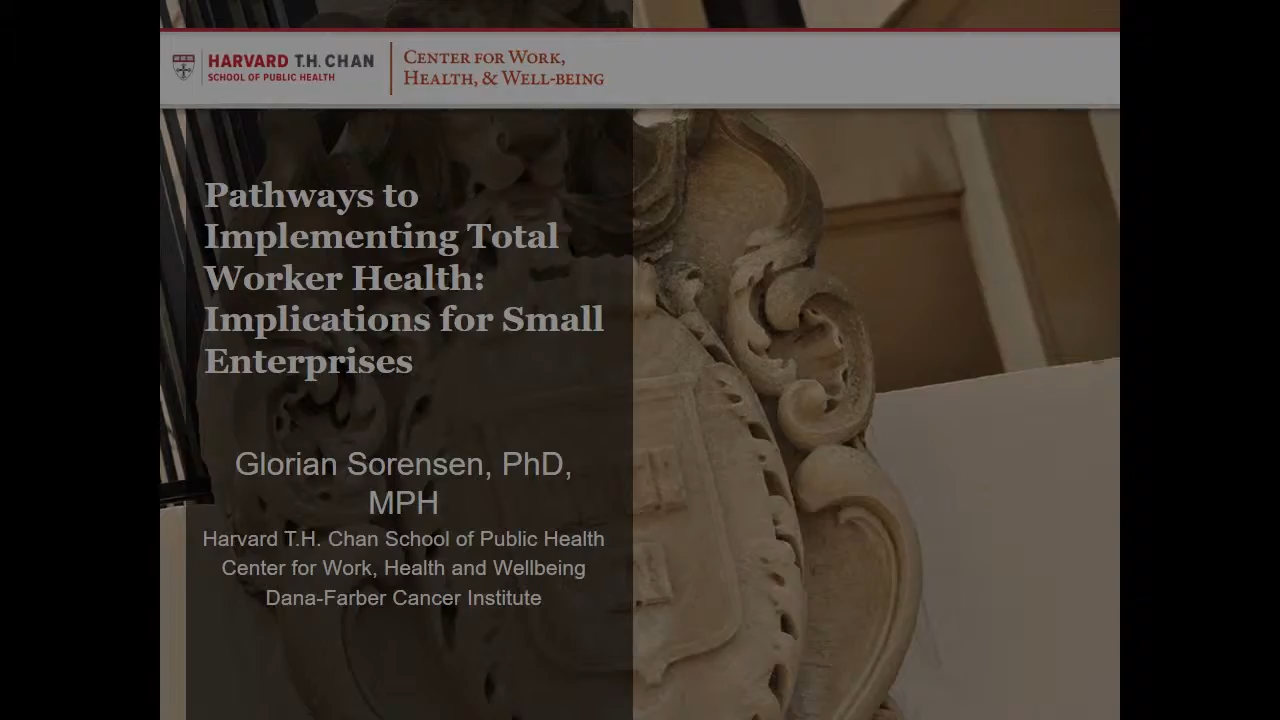 HARVARD T.H. CHAN
SCHOOL OF PUBLIC HEALTH
CENTER FOR WORK,
HEALTH, & WELL-BEING
Pathways to
Implementing Total
Worker Health:
Implications for Small
Enterprises
Glorian Sorensen, PhD,
MPH
Harvard T.H. Chan School of Public Health
Center for Work, Health and Wellbeing
Dana-Farber Cancer Institute